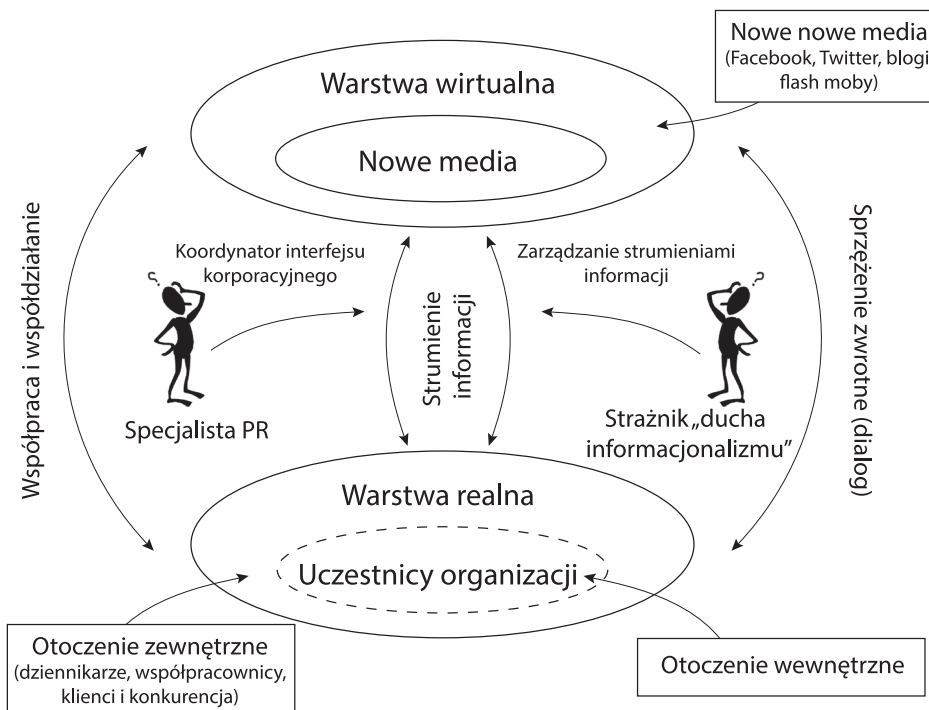 Nowe nowe media
(Facebook, Twitter, blogi
flash moby)
Warstwa wirtualna
Nowe media
Współpraca i współdziałanie
Koordynator interfejsu
korporacyjnego
Zarządzanie strumieniami
informacji
Sprzężenie zwrotne (dialog)
?
?
Strumienie
informacji
Specjalista PR
Strażnik „ducha
informacjonalizmu”
Warstwa realna
Uczestnicy organizacji
Otoczenie zewnętrzne
(dziennikarze, współpracownicy,
klienci i konkurencja)
Otoczenie wewnętrzne